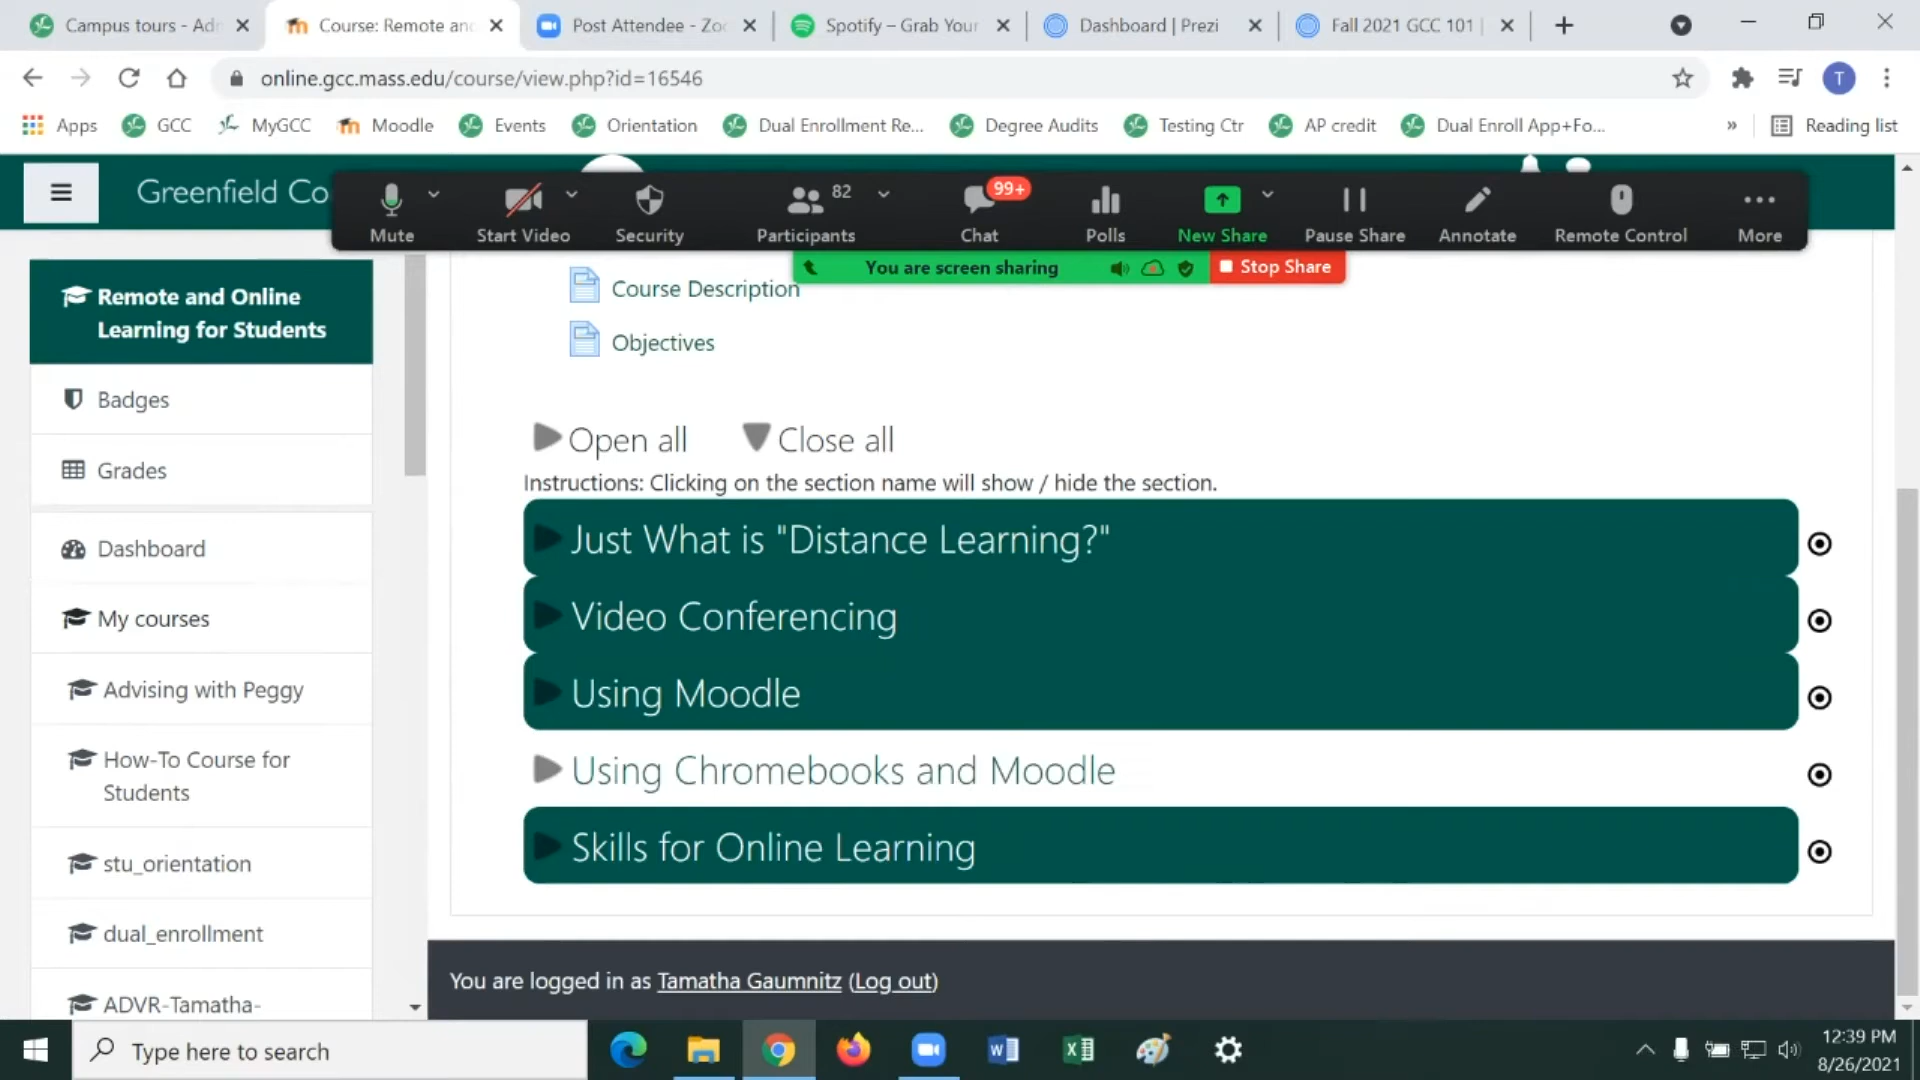 Campus tours - Adm
Course: Remote and
Post Attendee - Zoo
Spotify – Grab Your
Dashboard | Prezi
Fall 2021 GCC 101 |
online.gcc.mass.edu/course/view.php?id=16546
T
Apps
GCC
MyGCC
Moodle
Events
Orientation
Dual Enrollment Re...
Degree Audits
Testing Ctr
AP credit
Dual Enroll App+Fo...
»
Reading list
Greenfield Co
Mute
Start Video
Security
82
Participants
99+
Chat
Polls
New Share
Pause Share
Annotate
Remote Control
More
You are screen sharing
Stop Share
Remote and Online
Learning for Students
Badges
Grades
Dashboard
My courses
Advising with Peggy
How-To Course for
Students
stu_orientation
dual_enrollment
ADVR-Tamatha-
Course Description
Objectives
Open all
Close all
Instructions: Clicking on the section name will show / hide the section.
Just What is "Distance Learning?"
Video Conferencing
Using Moodle
Using Chromebooks and Moodle
Skills for Online Learning
You are logged in as Tamatha Gaumnitz (Log out)
Type here to search
12:39 PM
8/26/2021